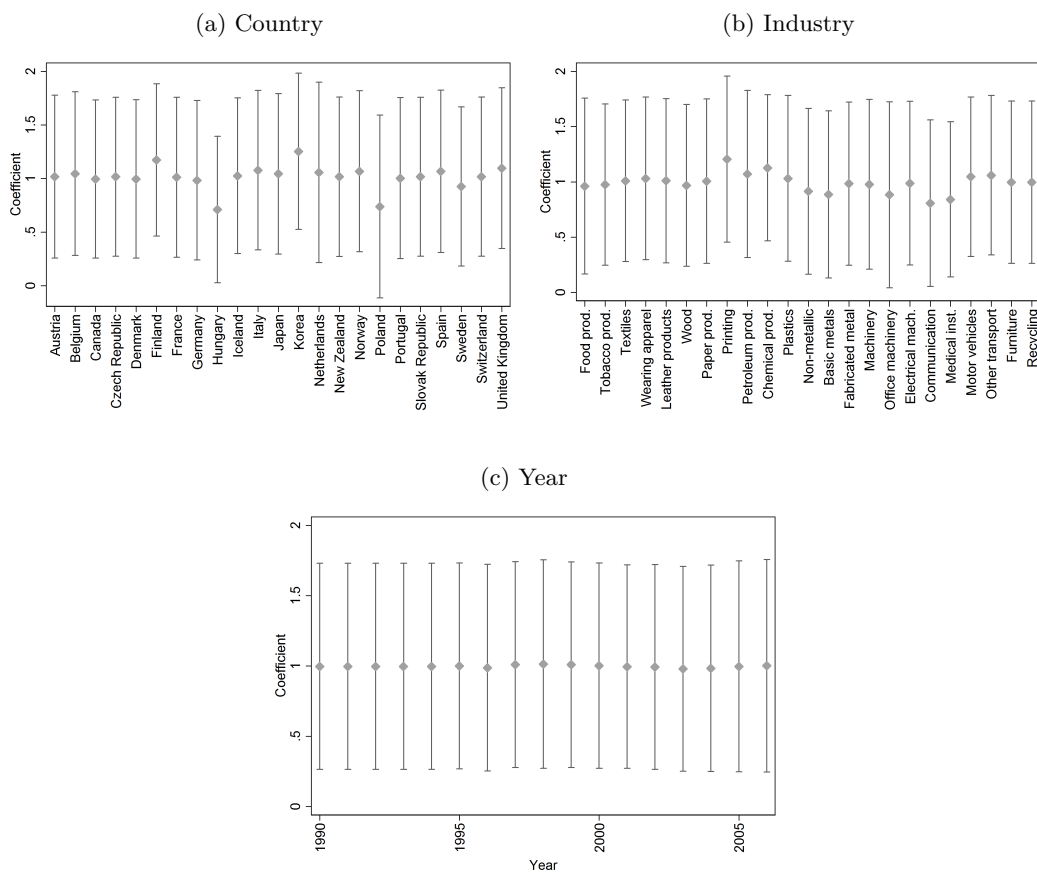 (a) Country
2
1.5
1
.5
0
Coefficient
Austria
Belgium
Canada
Czech Republic
Denmark
Finland
France
Germany
Hungary
Iceland
Italy
Japan
Korea
Netherlands
New Zealand
Norway
Poland
Portugal
Slovak Republic
Spain
Sweden
Switzerland
United Kingdom
(b) Industry
2
1.5
1
.5
0
Coefficient
Food prod.
Tobacco prod.
Textlies
Wearing apparel
Leather products
Wood
Paper prod.
Printing
Petroleum prod.
Chemical prod.
Plastics
Non-metallic
Basic metals
Fabricated metal
Machinery
Office machinery
Electrical mach.
Communication
Medical inst.
Motor vehicles
Other transport
Furniture
Recycling
(c) Year
2
1.5
1
.5
0
Coefficient
1990
1995
2000
2005
Year